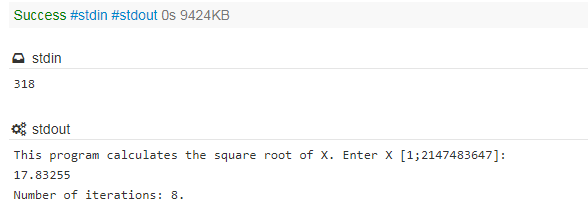 Success #stdin #stdout 0s 9424KB
stdin
318
stdout
This program calculates the square root of X. Enter X [1;2147483647]:
17.83255
Number of iterations: 8.